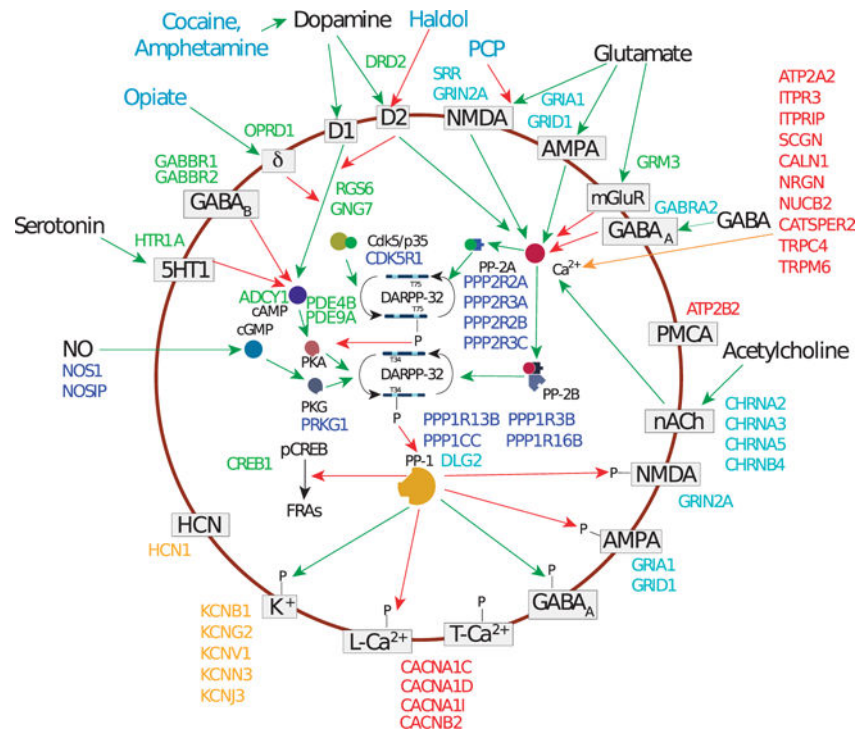 Cocaine,
Amphetamine
Dopamine
Haldol
DRD2
PCP
SRR
GRIN2A
Glutamate
GRIA1
GRID1
ATP2A2
ITPR3
ITPRIP
SCGN
CALN1
NRGN
NUCB2
CATSPER2
TRPC4
TRPM6
Opiate
OPRD1
D1
D2
NMDA
AMPA
GRM3
mGluR
GABBR1
GABBR2
δ
GABAB
RGS6
GNG7
GABRA2
GABA
GABAA
Serotonin
HTR1A
5HT1
Cdk5/p35
CDK5R1
PP-2A
PPP2R2A
PPP2R3A
PPP2R2B
PPP2R3C
Ca2+
T75
DARPP-32
T75
P
ADCY1
cAMP
PDE4B
PDE9A
cGMP
ATP2B2
PMCA
Acetylcholine
NO
NOS1
NOSIP
PKA
PKG
PRKG1
T34
DARPP-32
T34
P
PP-2B
PPP1R13B
PPP1CC
PPP1R3B
PPP1R16B
nACh
CHRNA2
CHRNA3
CHRNA5
CHRNB4
CREB1
pCREB
FRAs
PP-1
DLG2
P
NMDA
GRIN2A
HCN
HCN1
P
AMPA
GRIA1
GRID1
P
K+
KCNB1
KCNG2
KCNV1
KCNN3
KCNJ3
P
L-Ca2+
CACNA1C
CACNA1D
CACNA1I
CACNB2
P
T-Ca2+
P
GABAA